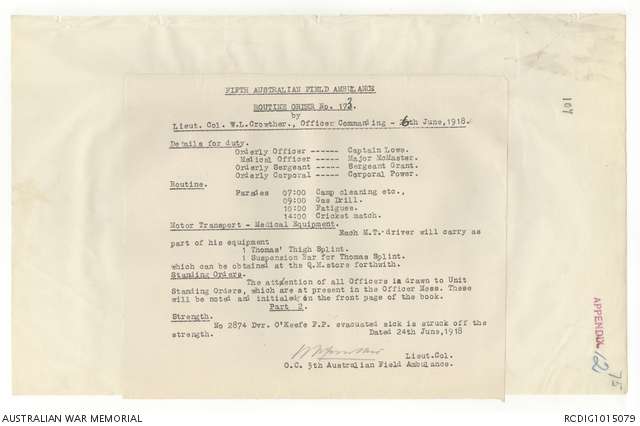 FIFTH AUSTRALIAN FIELD AMBULANCE
ROUTINE ORDER No. 173.
by
Lieut. Col. W.L.Crowther., Officer Commanding - 6th June, 1918.
Details for duty.
Orderly Officer ------ Captain Lowe.
Medical Officer ----- Major McMaster.
Orderly Sergeant ----- Sergeant Grant.
Orderly Corporal ----- Corporal Power.
Routine.
Parades 07:00 Camp cleaning etc.,
09:00 Gas Drill.
10:00 Fatigues.
14:00 Cricket match.
Motor Transport - Medical Equipment.
Each M.T. driver will carry as
part of his equipment
1 Thomas' Thigh Splint.
1 Suspension Bar for Thomas Splint.
which can be obtained at the Q.M.store forthwith.
Standing Orders.
The attention of all Officers is drawn to Unit
Standing Orders, which are at present in the Officer Mess. These
will be noted and initialed on the front page of the book.
Part 2.
Strength.
No 2874 Dvr. O'Keefe P.P. evacuated sick is struck off the
strength. Dated 24th June, 1918
Lieut.Col.
O.C. 5th Australian Field Ambulance.
107
APPENDIX 12
75
AUSTRALIAN WAR MEMORIAL
RCDIG1015079